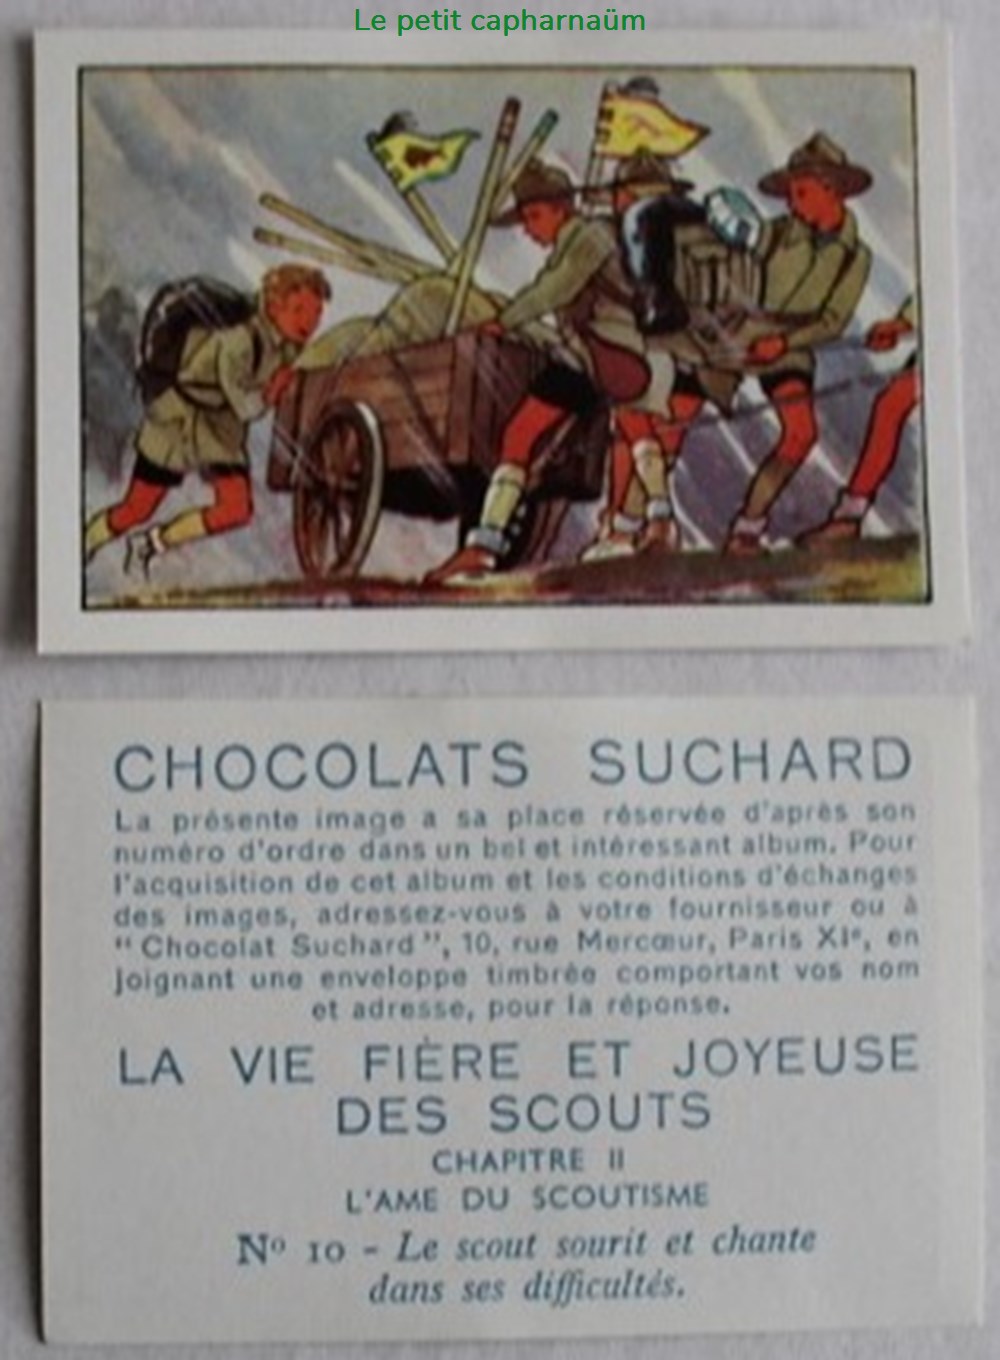 Le petit capharnaüm
CHOCOLATS SUCHARD
La présente image a sa place réservée d'après son
numéro d'ordre dans un bel et intéressant album. Pour
l'acquisition de cet album et les conditions d'échanges
des images, adressez-vous à votre fournisseur ou à
"Chocolat Suchard", 10, rue Mercœur, Paris XIe, en
joignant une enveloppe timbrée comportant vos nom
et adresse, pour la réponse.
LA VIE FIÈRE ET JOYEUSE
DES SCOUTS
CHAPITRE II
L'AME DU SCOUTISME
Nº 10 - Le scout sourit et chante
dans ses difficultés.